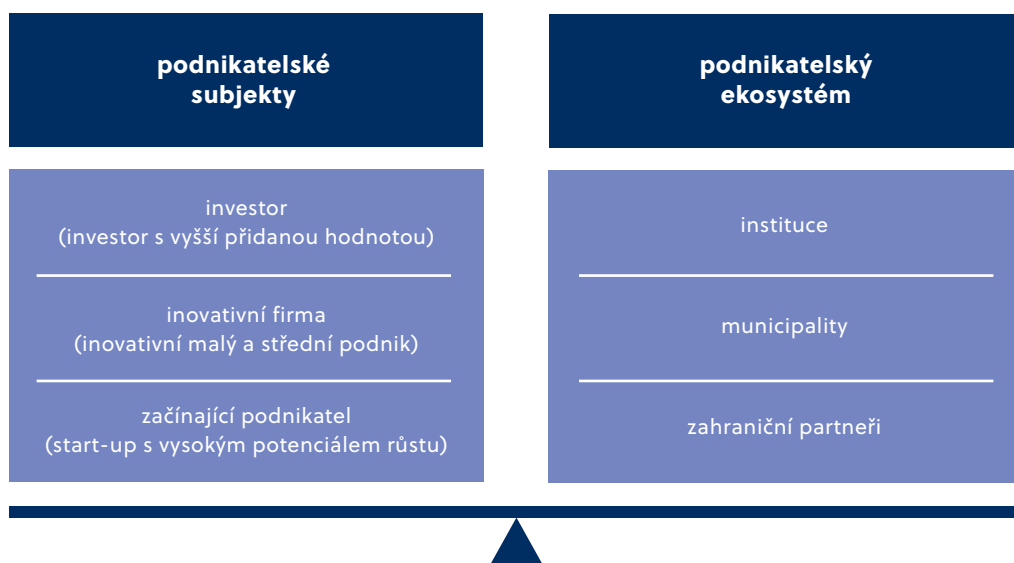 podnikatelské
subjekty
investor
(investor s vyšší přidanou hodnotou)
inovativní firma
(inovativní malý a střední podnik)
začínající podnikatel
(start-up s vysokým potenciálem růstu)
podnikatelský
ekosystém
instituce
municipality
zahraniční partneři